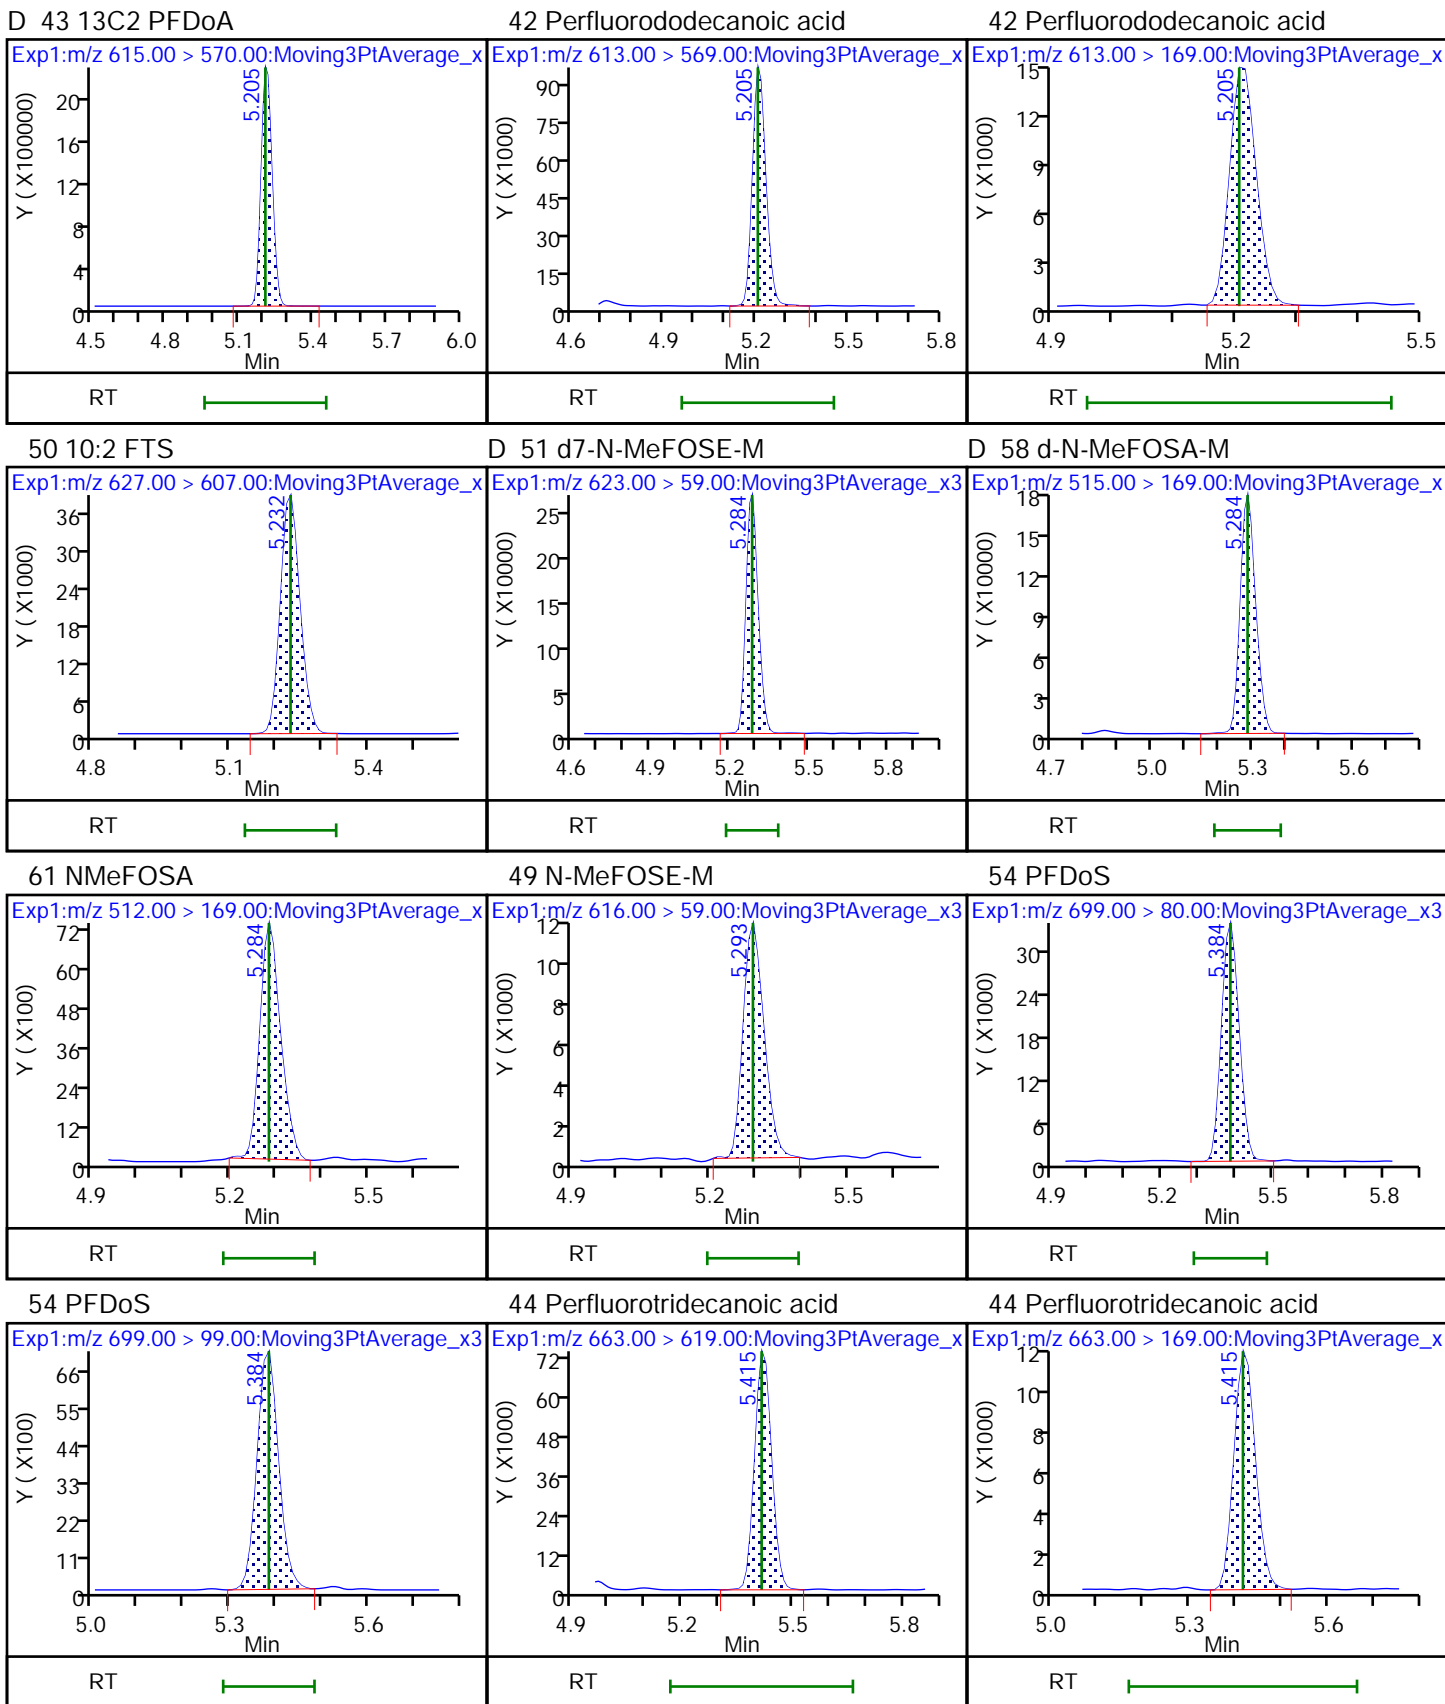 D 43 13C2 PFDoA
Exp1:m/z 615.00 > 570.00:Moving3PtAverage_x
Y ( X100000)
20
16
12
8
4
0
5.205
4.5 4.8 5.1 5.4 5.7 6.0
Min
RT
42 Perfluorododecanoic acid
Exp1:m/z 613.00 > 569.00:Moving3PtAverage_x
Y ( X1000)
90
75
60
45
30
15
0
5.205
4.6 4.9 5.2 5.5 5.8
Min
RT
42 Perfluorododecanoic acid
Exp1:m/z 613.00 > 169.00:Moving3PtAverage_x
Y ( X1000)
15
12
9
6
3
0
5.205
4.9 5.2 5.5
Min
RT
50 10:2 FTS
Exp1:m/z 627.00 > 607.00:Moving3PtAverage_x
Y ( X10000)
36
30
24
18
12
6
0
5.232
4.8 5.1 5.4
Min
RT
D 51 d7-N-MeFOSE-M
Exp1:m/z 623.00 > 59.00:Moving3PtAverage_x3
Y ( X10000)
25
20
15
10
5
0
5.284
4.6 4.9 5.2 5.5 5.8
Min
RT
D 58 d-N-MeFOSA-M
Exp1:m/z 515.00 > 169.00:Moving3PtAverage_x
Y ( X10000)
18
15
12
9
6
3
0
5.284
4.7 5.0 5.3 5.6
Min
RT
61 NMeFOSA
Exp1:m/z 512.00 > 169.00:Moving3PtAverage_x
Y ( X100)
72
60
48
36
24
12
0
5.284
4.9 5.2 5.5
Min
RT
49 N-MeFOSE-M
Exp1:m/z 616.00 > 59.00:Moving3PtAverage_x3
Y ( X1000)
12
10
8
6
4
2
0
5.293
4.9 5.2 5.5
Min
RT
54 PFDoS
Exp1:m/z 699.00 > 80.00:Moving3PtAverage_x3
Y ( X1000)
30
24
18
12
6
0
5.384
4.9 5.2 5.5 5.8
Min
RT
54 PFDoS
Exp1:m/z 699.00 > 99.00:Moving3PtAverage_x3
Y ( X100)
66
55
44
33
22
11
0
5.384
5.0 5.3 5.6
Min
RT
44 Perfluorotridecanoic acid
Exp1:m/z 663.00 > 619.00:Moving3PtAverage_x
Y ( X1000)
72
60
48
36
24
12
0
5.415
4.9 5.2 5.5 5.8
Min
RT
44 Perfluorotridecanoic acid
Exp1:m/z 663.00 > 169.00:Moving3PtAverage_x
Y ( X1000)
12
10
8
6
4
2
0
5.415
5.0 5.3 5.6
Min
RT